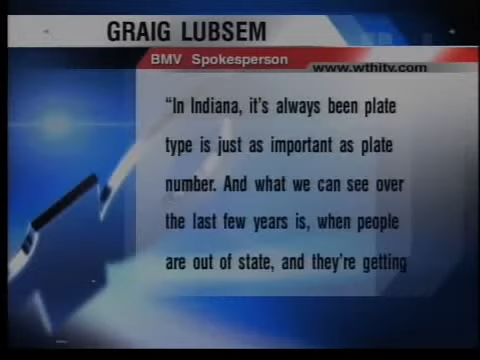 GRAIG LUBSEM
BMV Spokesperson
www.wthitv.com
“In Indiana, it's always been plate
type is just as important as plate
number. And what we can see over
the last few years is, when people
are out of state, and they're getting